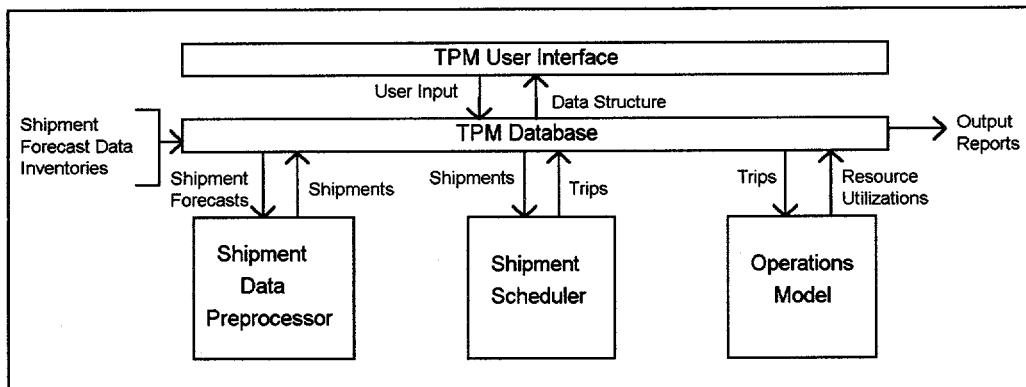 TPM User Interface
User Input
Data Structure
Shipment
Forecast Data
Inventories
TPM Database
Output
Reports
Shipment
Forecasts
Shipments
Shipments
Trips
Trips
Resource
Utilizations
Shipment
Data
Preprocessor
Shipment
Scheduler
Operations
Model